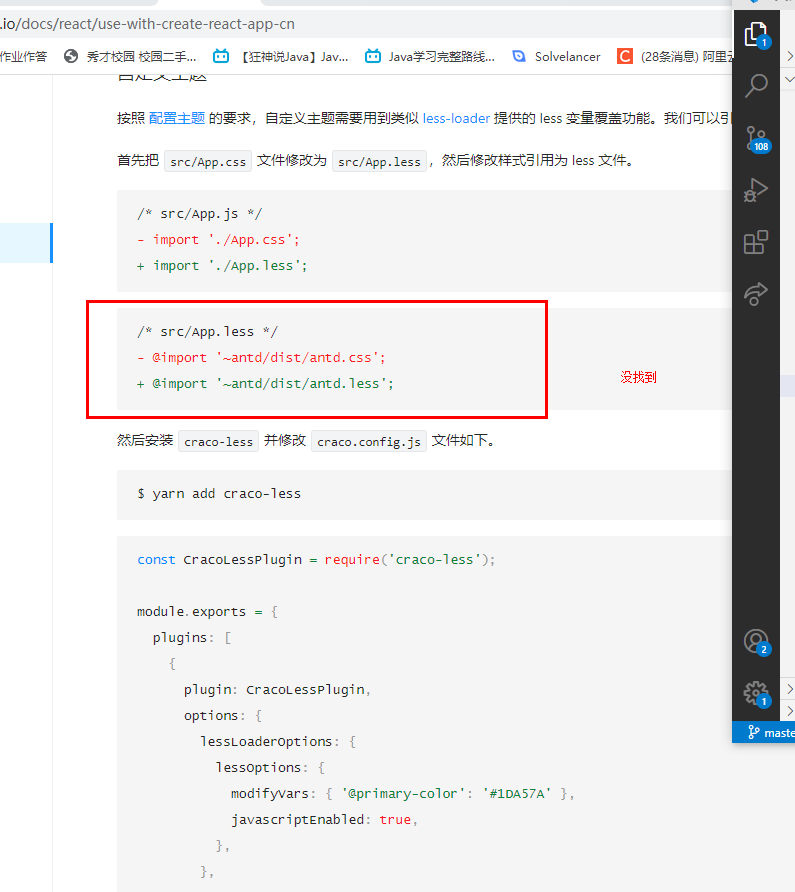 .io/docs/react/use-with-create-react-app-cn
作业作答 秀才校园 校园二手... 【狂神说Java】Jav... Java学习完整路线... Solvelancer C (28条消息) 阿里云
自定义主题
按照 配置主题 的要求，自定义主题需要用到类似 less-loader 提供的 less 变量覆盖功能。我们可以引
首先把 src/App.css 文件修改为 src/App.less ，然后修改样式引用为 less 文件。
/* src/App.js */
- import './App.css';
+ import './App.less';
/* src/App.less */
- @import '~antd/dist/antd.css';
+ @import '~antd/dist/antd.less';
没找到
然后安装 craco-less 并修改 craco.config.js 文件如下。
$ yarn add craco-less
const CracoLessPlugin = require('craco-less');
module.exports = {
plugins: [
{
plugin: CracoLessPlugin,
options: {
lessLoaderOptions: {
lessOptions: {
modifyVars: { '@primary-color': '#1DA57A' },
javascriptEnabled: true,
},
},
1
108
2
1
master